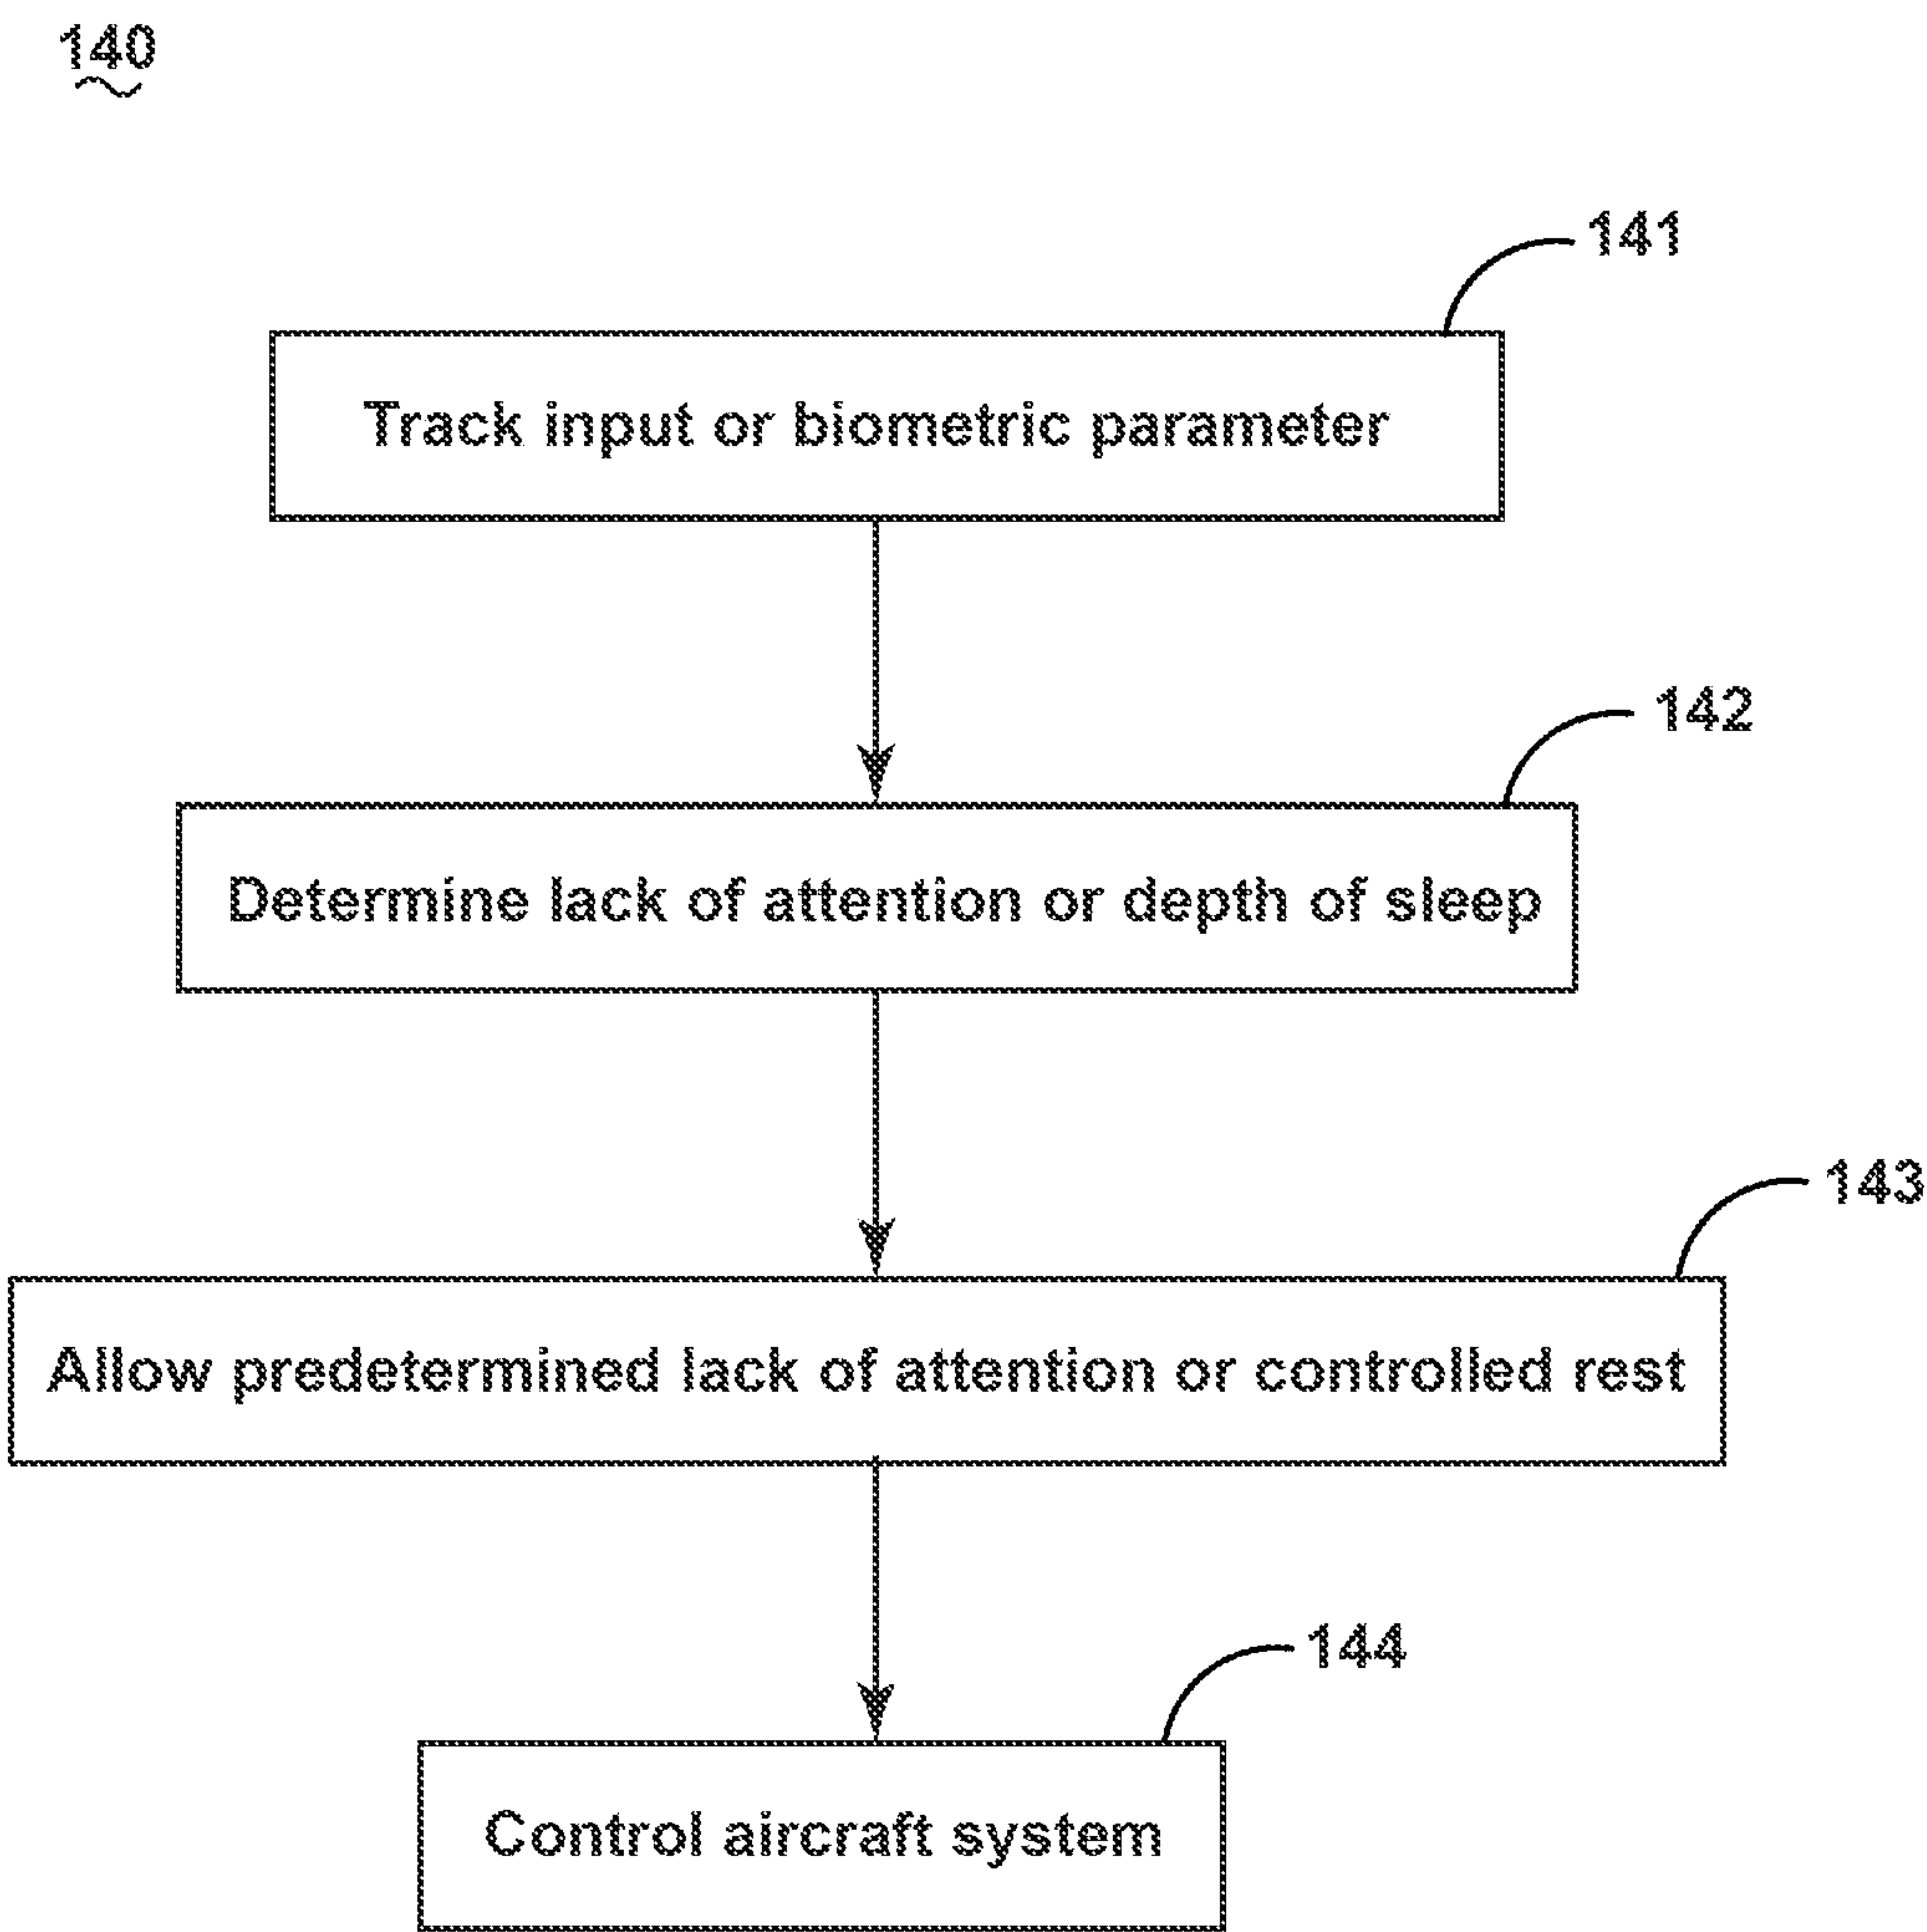 140
141
Track input or biometric parameter
142
Determine lack of attention or depth of sleep
143
Allow predetermined lack of attention or controlled rest
144
Control aircraft system